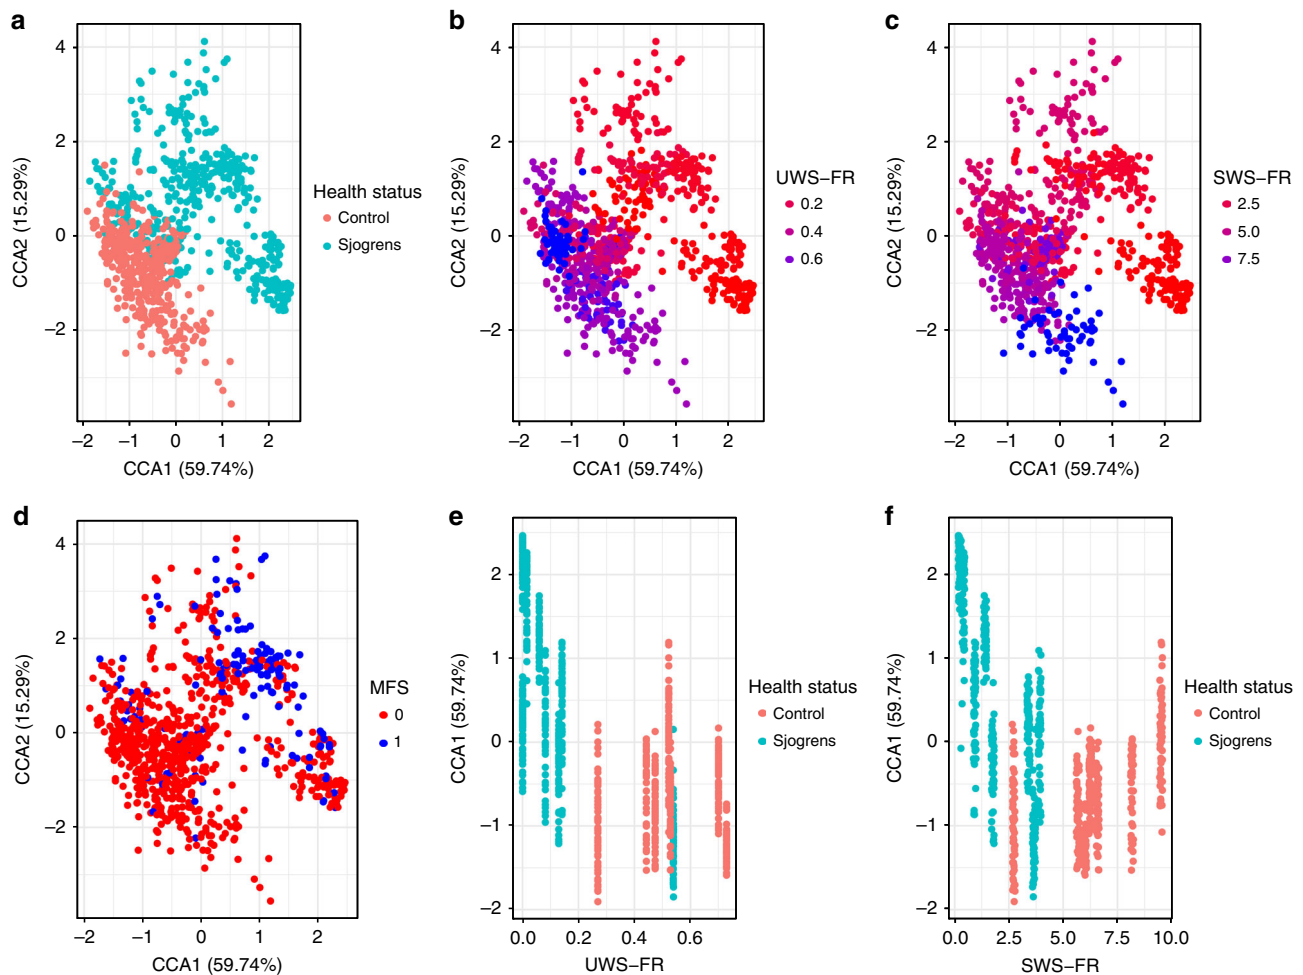 a
4
2
0
−2
−2 −1 0 1 2
CCA2 (15.29%)
CCA1 (59.74%)
Health status
Control
Sjogrens
b
4
2
0
−2
−2 −1 0 1 2
CCA2 (15.29%)
CCA1 (59.74%)
UWS−FR
0.2
0.4
0.6
c
4
2
0
−2
−2 −1 0 1 2
CCA2 (15.29%)
CCA1 (59.74%)
SWS−FR
2.5
5.0
7.5
d
4
2
0
−2
−2 −1 0 1 2
CCA2 (15.29%)
CCA1 (59.74%)
MFS
0
1
e
2
1
0
−1
−2
0.0 0.2 0.4 0.6
CCA1 (59.74%)
UWS−FR
Health status
Control
Sjogrens
f
2
1
0
−1
−2
0.0 2.5 5.0 7.5 10.0
CCA1 (59.74%)
SWS−FR
Health status
Control
Sjogrens